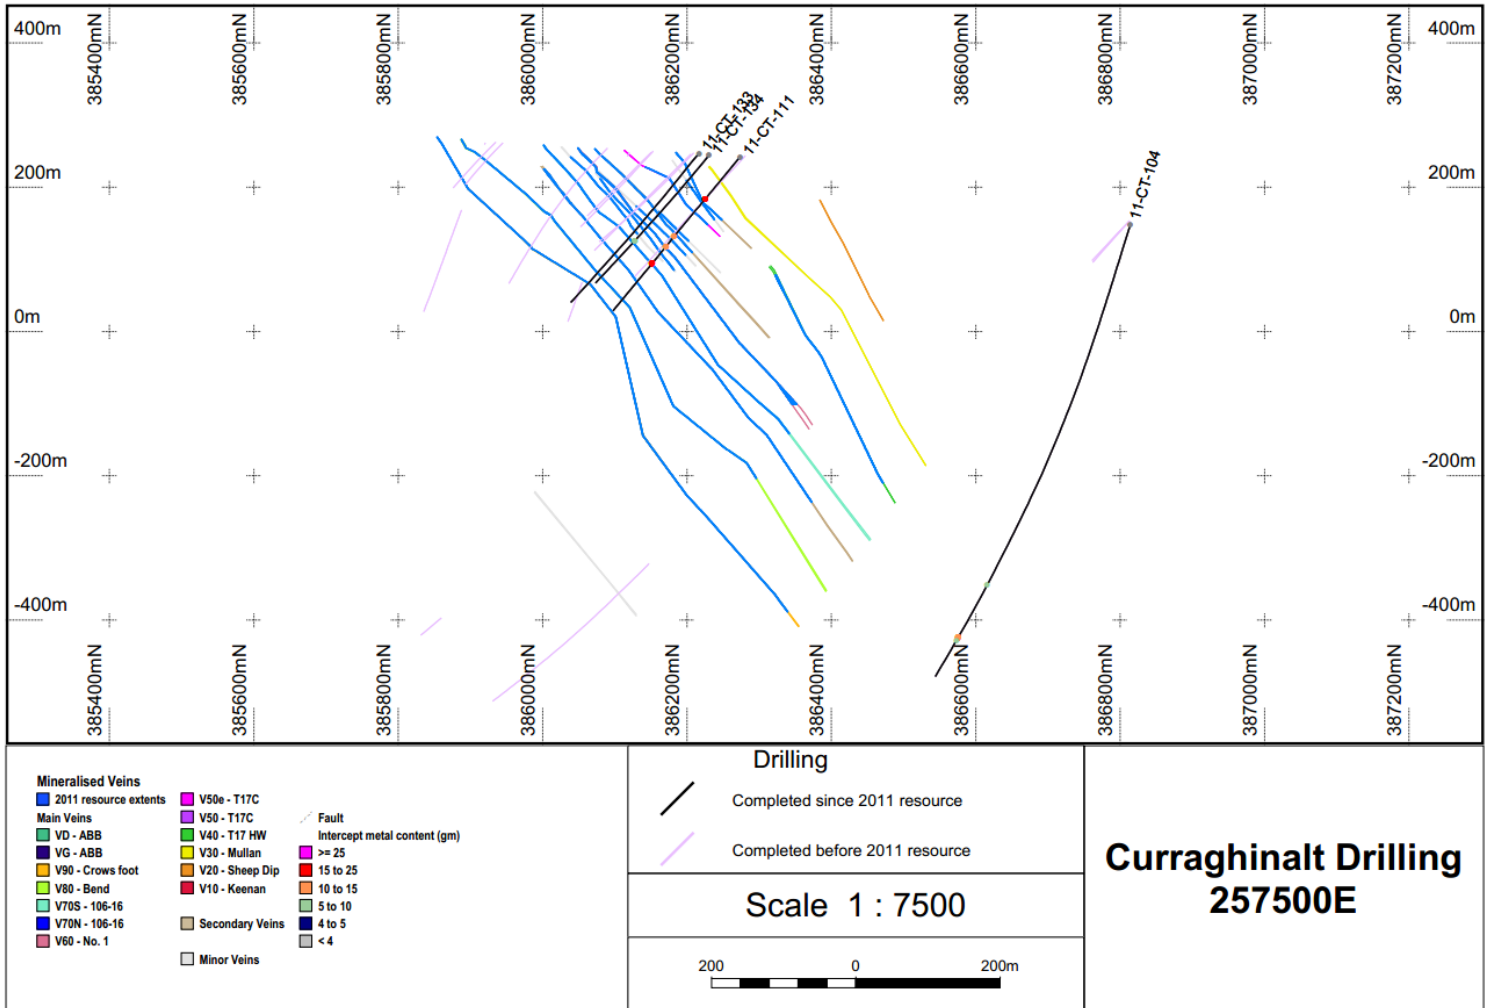 400m
385400mN
385600mN
385800mN
386000mN
386200mN
386400mN
386600mN
386800mN
387000mN
387200mN
400m
11-CT-133
11-CT-134
11-CT-111
11-CT-104
200m
200m
0m
0m
-200m
-200m
-400m
-400m
385400mN
385600mN
385800mN
386000mN
386200mN
386400mN
386600mN
386800mN
387000mN
387200mN
Mineralised Veins
2011 resource extents
Main Veins
VD - ABB
VG - ABB
V90 - Crows foot
V80 - Bend
V70S - 106-16
V70N - 106-16
V60 - No. 1
V50e - T17C
V50 - T17C
V40 - T17 HW
V30 - Mullan
V20 - Sheep Dip
V10 - Keenan
Secondary Veins
Minor Veins
Fault
Intercept metal content (gm)
>= 25
15 to 25
10 to 15
5 to 10
4 to 5
< 4
Drilling
Completed since 2011 resource
Completed before 2011 resource
Scale 1 : 7500
200 0 200m
Curraghinalt Drilling
257500E